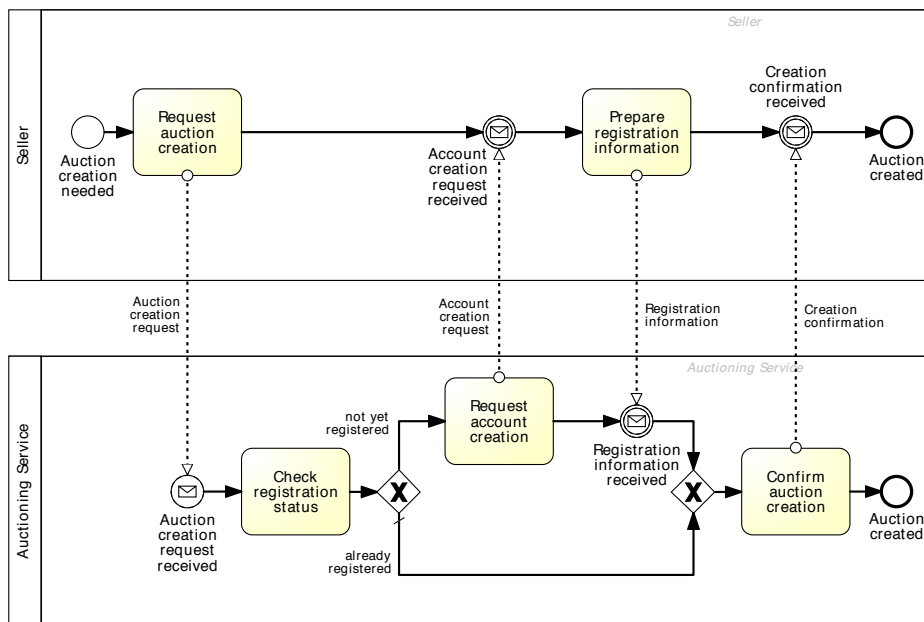 Seller
Seller
Request
auction
creation
Auction
creation
needed
Account
creation
request
received
Prepare
registration
information
Creation
confirmation
received
Auction
created
Auction
creation
request
Account
creation
request
Registration
information
Creation
confirmation
Auctioning Service
Auctioning Service
Auction
creation
request
received
Check
registration
status
not yet
registered
already
registered
Request
account
creation
Registration
information
received
Confirm
auction
creation
Auction
created